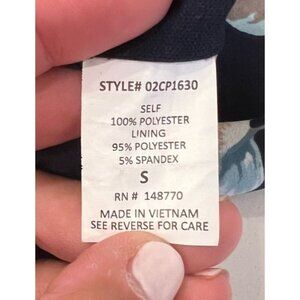 STYLE# 02CP1630
SELF
100% POLYESTER
LINING
95% POLYESTER
5% SPANDEX
S
RN # 148770
MADE IN VIETNAM
SEE REVERSE FOR CARE